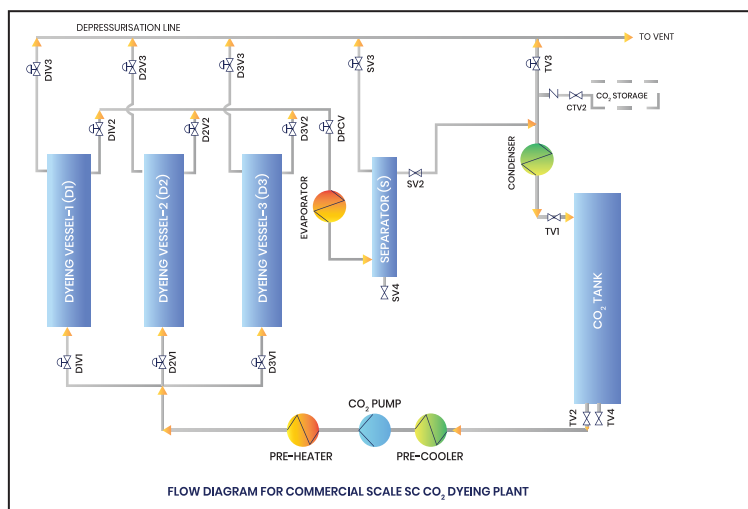 DEPRESSURISATION LINE
TO VENT
D1V3
D2V3
D3V3
SV3
TV3
CO₂ STORAGE
CTV2
D1V2
D2V2
D3V2
DPCV
SV2
CONDENSER
DYEING VESSEL-1 (D1)
DYEING VESSEL-2 (D2)
DYEING VESSEL-3 (D3)
EVAPORATOR
SEPARATOR (S)
TV1
SV4
CO₂ TANK
D1V1
D2V1
D3V1
TV2
TV4
CO₂ PUMP
PRE-HEATER
PRE-COOLER
FLOW DIAGRAM FOR COMMERCIAL SCALE SC CO₂ DYEING PLANT